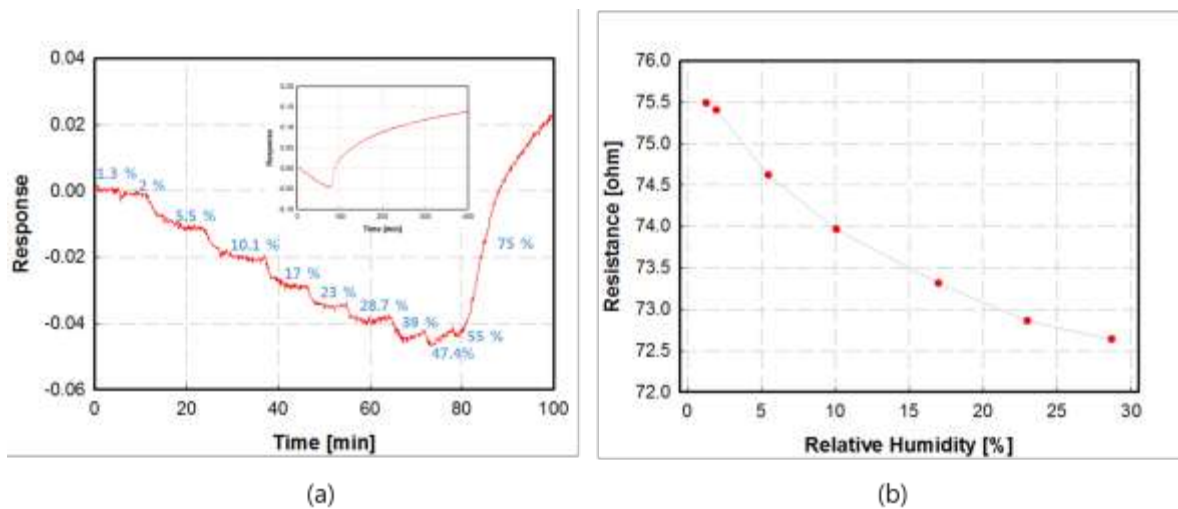 0.04
0.02
0.00
-0.02
-0.04
-0.06
Response
0 20 40 60 80 100
Time [min]
1.3 %
2 %
5.5 %
10.1 %
17 %
23 %
28.7 %
39 %
47.4%
55 %
75 %
Response
Time [min]
76.0
75.5
75.0
74.5
74.0
73.5
73.0
72.5
72.0
Resistance [ohm]
0 5 10 15 20 25 30
Relative Humidity [%]
(a)
(b)